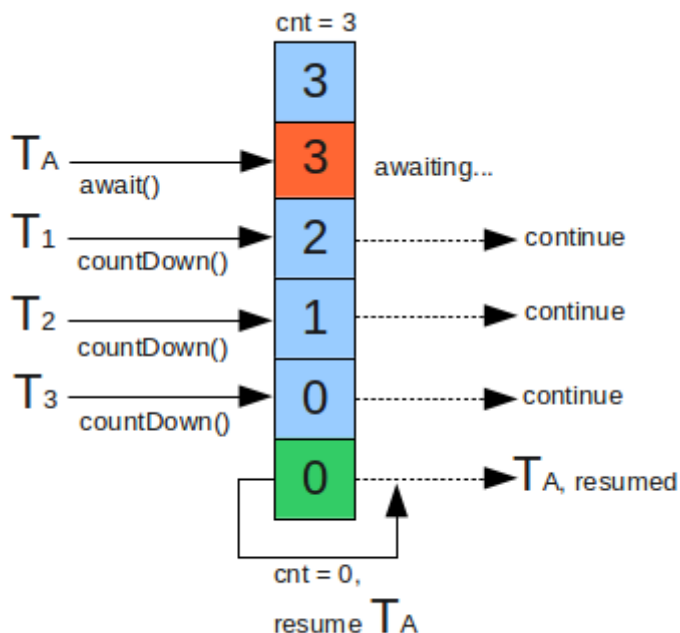 cnt = 3
3
TA
await()
3
awaiting...
T1
countDown()
2
continue
T2
countDown()
1
continue
T3
countDown()
0
continue
0
TA, resumed
cnt = 0,
resume TA